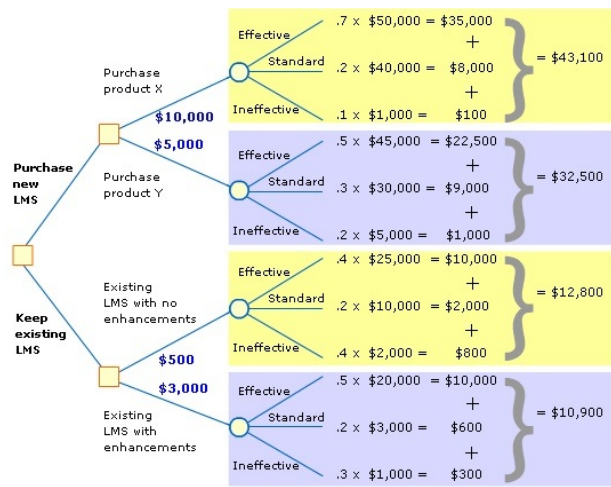 Effective .7 x $50,000 = $35,000
+
Standard .2 x $40,000 = $8,000 = $43,100
+
Ineffective .1 x $1,000 = $100
Purchase
product X
$10,000
$5,000
Purchase
product Y
Effective .5 x $45,000 = $22,500
+
Standard .3 x $30,000 = $9,000 = $32,500
+
Ineffective .2 x $5,000 = $1,000
Purchase
new
LMS
Keep
existing
LMS
Effective .4 x $25,000 = $10,000
+
Standard .2 x $10,000 = $2,000 = $12,800
+
Ineffective .4 x $2,000 = $800
Existing
LMS with no
enhancements
$500
$3,000
Existing
LMS with
enhancements
Effective .5 x $20,000 = $10,000
+
Standard .2 x $3,000 = $600 = $10,900
+
Ineffective .3 x $1,000 = $300